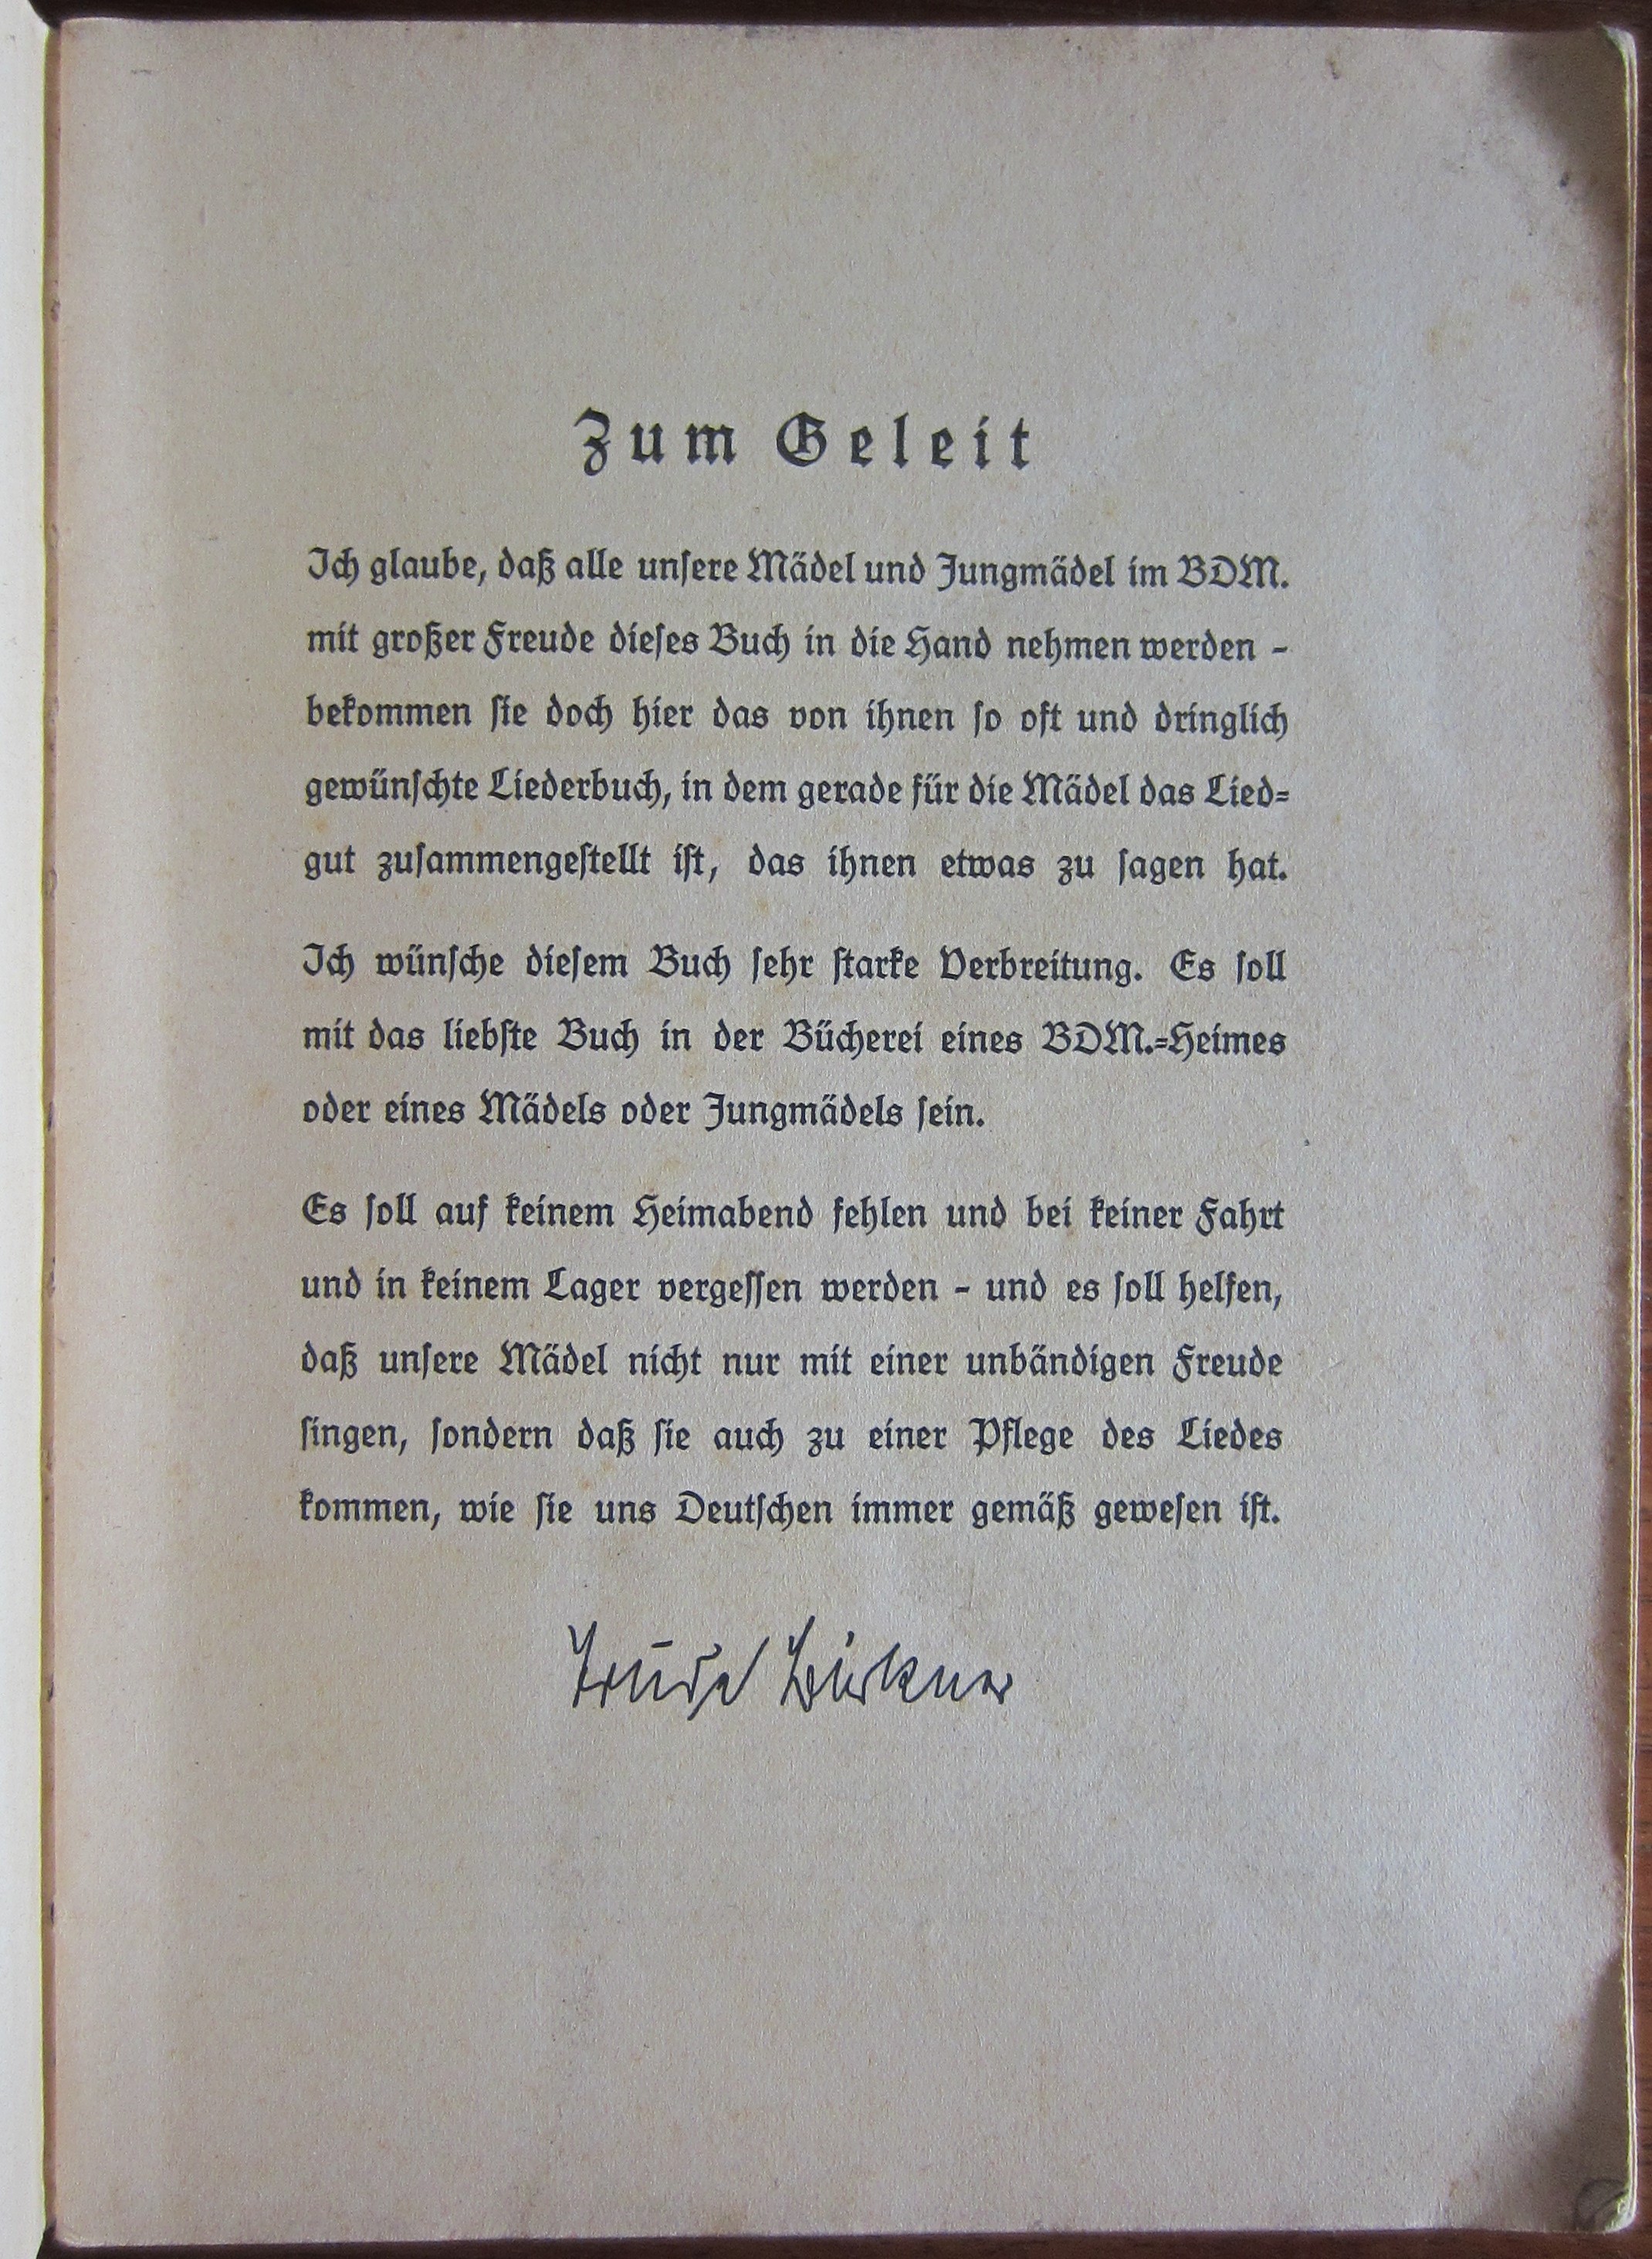 Zum Geleit
Ich glaube, daß alle unsere Mädel und Jungmädel im BDM.
mit großer Freude dieses Buch in die Hand nehmen werden -
bekommen sie doch hier das von ihnen so oft und dringlich
gewünschte Liederbuch, in dem gerade für die Mädel das Lied=
gut zusammengestellt ist, das ihnen etwas zu sagen hat.
Ich wünsche diesem Buch sehr starke Verbreitung. Es soll
mit das liebste Buch in der Bücherei eines BDM.=Heimes
oder eines Mädels oder Jungmädels sein.
Es soll auf keinem Heimabend fehlen und bei keiner Fahrt
und in keinem Lager vergessen werden - und es soll helfen,
daß unsere Mädel nicht nur mit einer unbändigen Freude
singen, sondern daß sie auch zu einer Pflege des Liedes
kommen, wie sie uns Deutschen immer gemäß gewesen ist.
Trude Bürkner